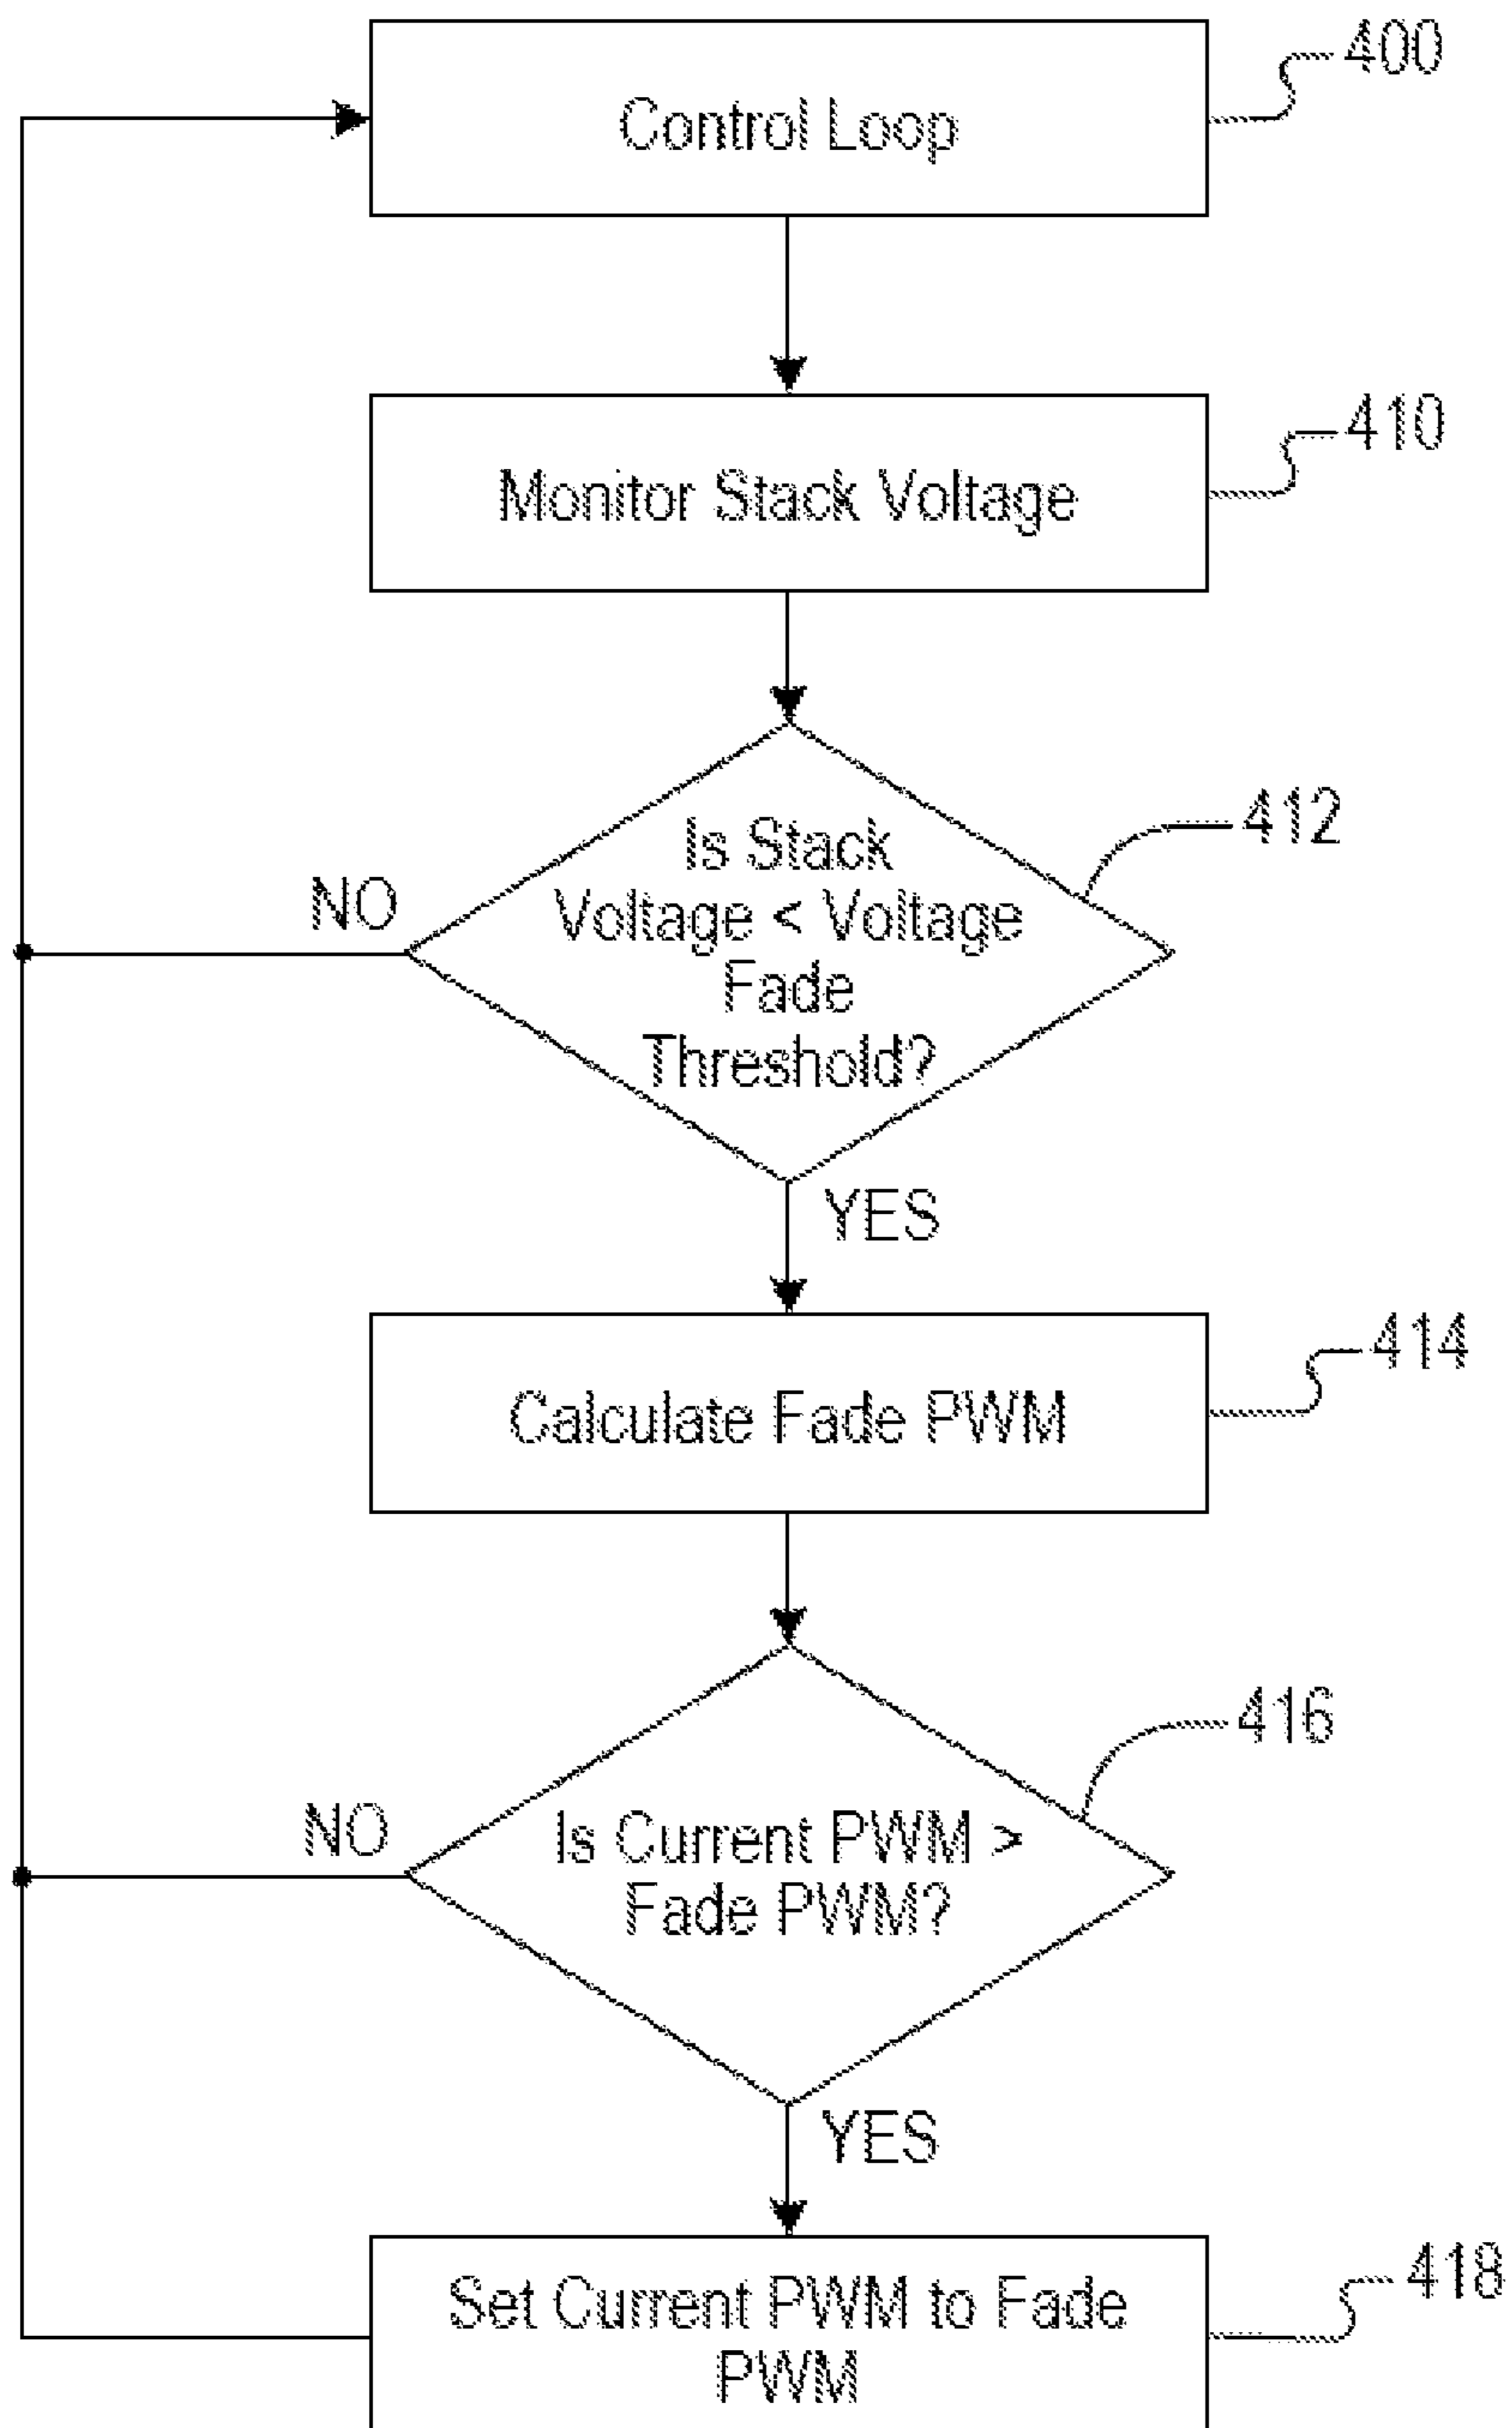 400
Control Loop
410
Monitor Stack Voltage
412
Is Stack
Voltage < Voltage
Fade
Threshold?
NO
YES
414
Calculate Fade PWM
416
Is Current PWM >
Fade PWM?
NO
YES
418
Set Current PWM to Fade
PWM